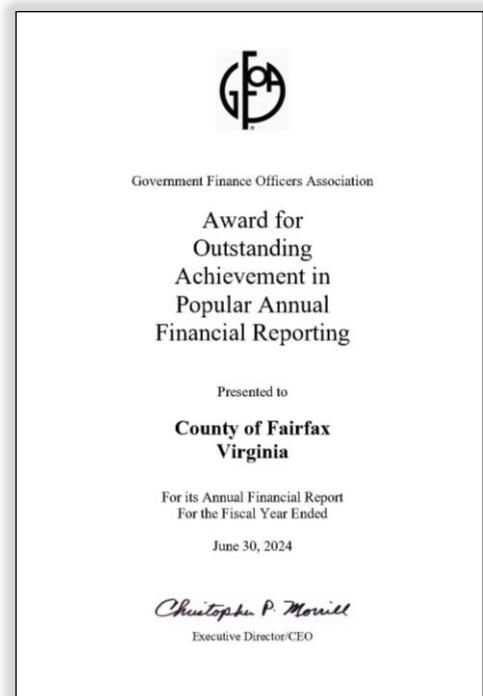 GFOA
Government Finance Officers Association
Award for
Outstanding
Achievement in
Popular Annual
Financial Reporting
Presented to
County of Fairfax
Virginia
For its Annual Financial Report
For the Fiscal Year Ended
June 30, 2024
Christopher P. Morrill
Executive Director/CEO